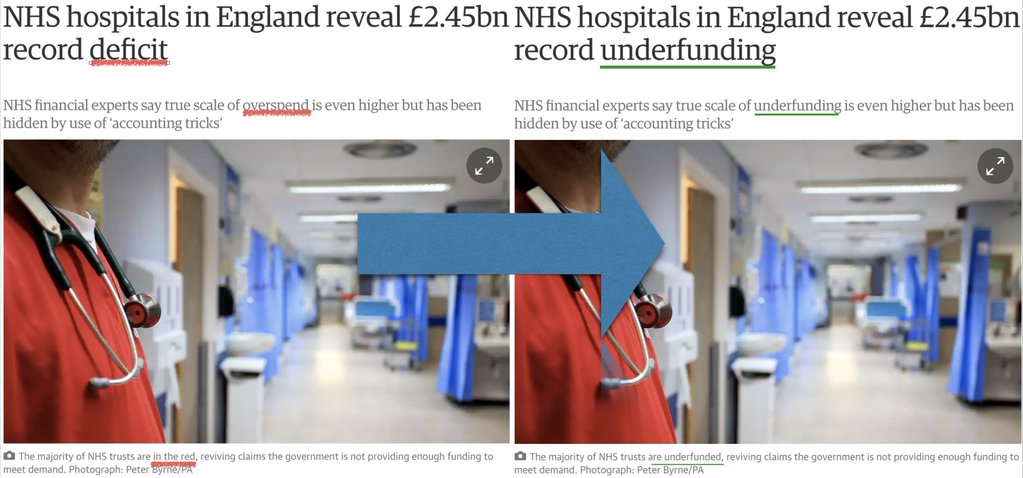 NHS hospitals in England reveal £2.45bn
record deficit
NHS financial experts say true scale of overspend is even higher but has been
hidden by use of ‘accounting tricks’
The majority of NHS trusts are in the red, reviving claims the government is not providing enough funding to
meet demand. Photograph: Peter Byrne/PA
NHS hospitals in England reveal £2.45bn
record underfunding
NHS financial experts say true scale of underfunding is even higher but has been
hidden by use of ‘accounting tricks’
The majority of NHS trusts are underfunded, reviving claims the government is not providing enough funding to
meet demand. Photograph: Peter Byrne/PA